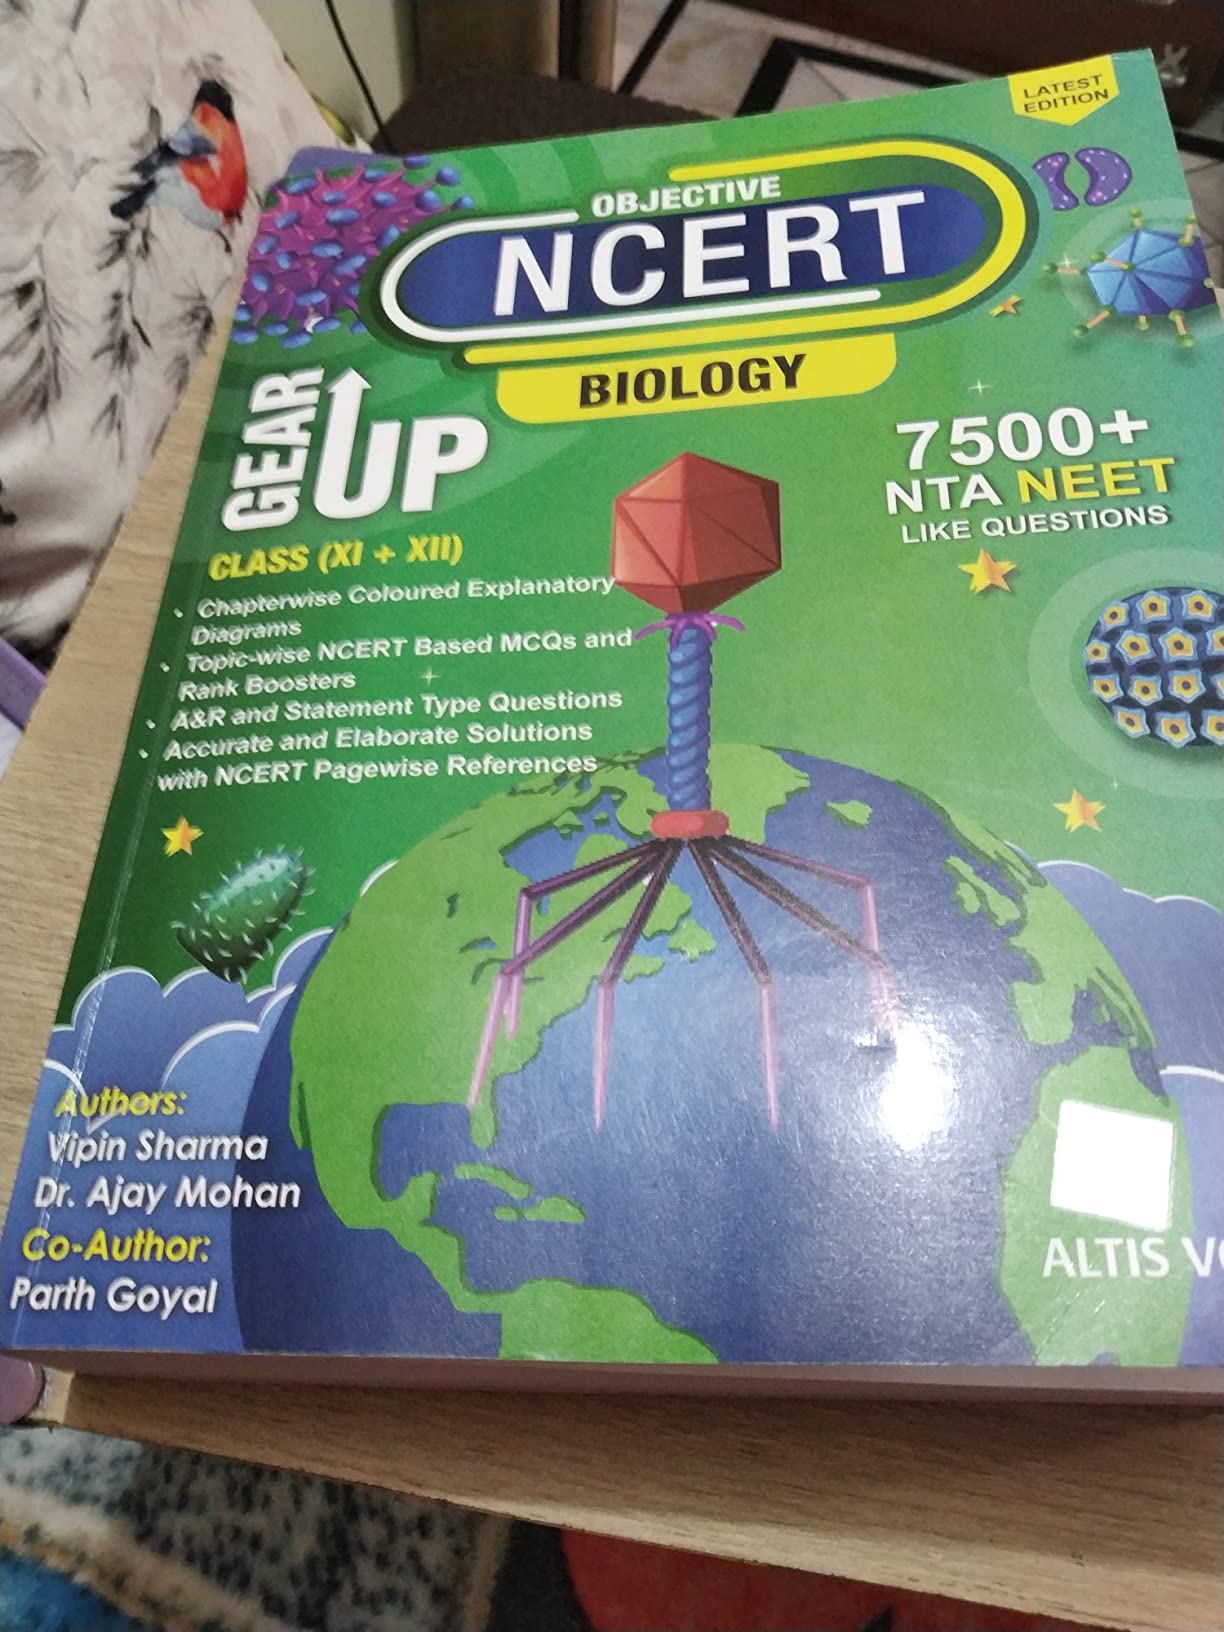 LATEST
EDITION
OBJECTIVE
NCERT
BIOLOGY
GEAR
UP
7500+
NTA NEET
LIKE QUESTIONS
CLASS (XI + XII)
• Chapterwise Coloured Explanatory
Diagrams
• Topic-wise NCERT Based MCQs and
Rank Boosters
• A&R and Statement Type Questions
• Accurate and Elaborate Solutions
with NCERT Pagewise References
Authors:
Vipin Sharma
Dr. Ajay Mohan
Co-Author:
Parth Goyal
ALTIS